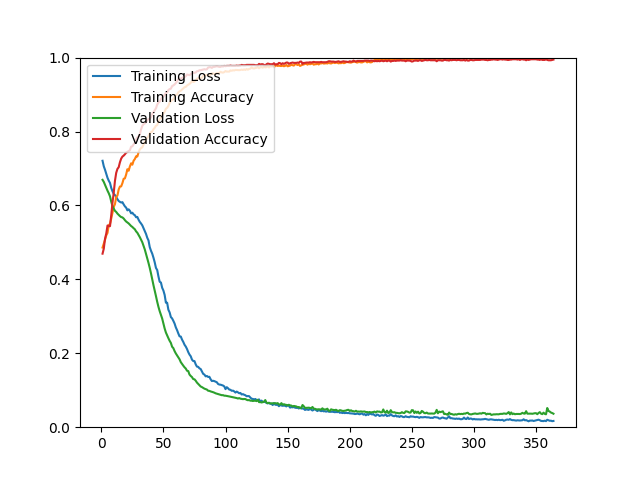 1.0
0.8
0.6
0.4
0.2
0.0
Training Loss
Training Accuracy
Validation Loss
Validation Accuracy
0 50 100 150 200 250 300 350